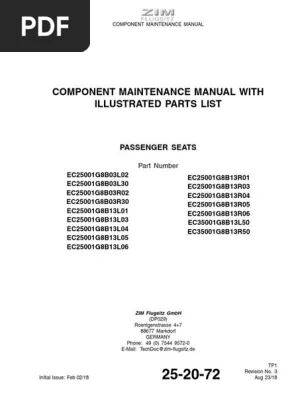 PDF
ZIM
FLUGSITZ
COMPONENT MAINTENANCE MANUAL
COMPONENT MAINTENANCE MANUAL WITH
ILLUSTRATED PARTS LIST
PASSENGER SEATS
Part Number
EC25001G8B03L02
EC25001G8B03L30
EC25001G8B03R02
EC25001G8B03R30
EC25001G8B13L01
EC25001G8B13L03
EC25001G8B13L04
EC25001G8B13L05
EC25001G8B13L06
EC25001G8B13R01
EC25001G8B13R03
EC25001G8B13R04
EC25001G8B13R05
EC25001G8B13R06
EC35001G8B13L50
EC35001G8B13R50
ZIM Flugsitz GmbH
(DP029)
Roentgenstrasse 4+7
88677 Markdorf
GERMANY
Phone: 49 (0) 7544 9572-0
E-Mail: TechDoc@zim-flugsitz.de
Initial Issue: Feb 02/18
25-20-72
TP1
Revision No. 3
Aug 23/18